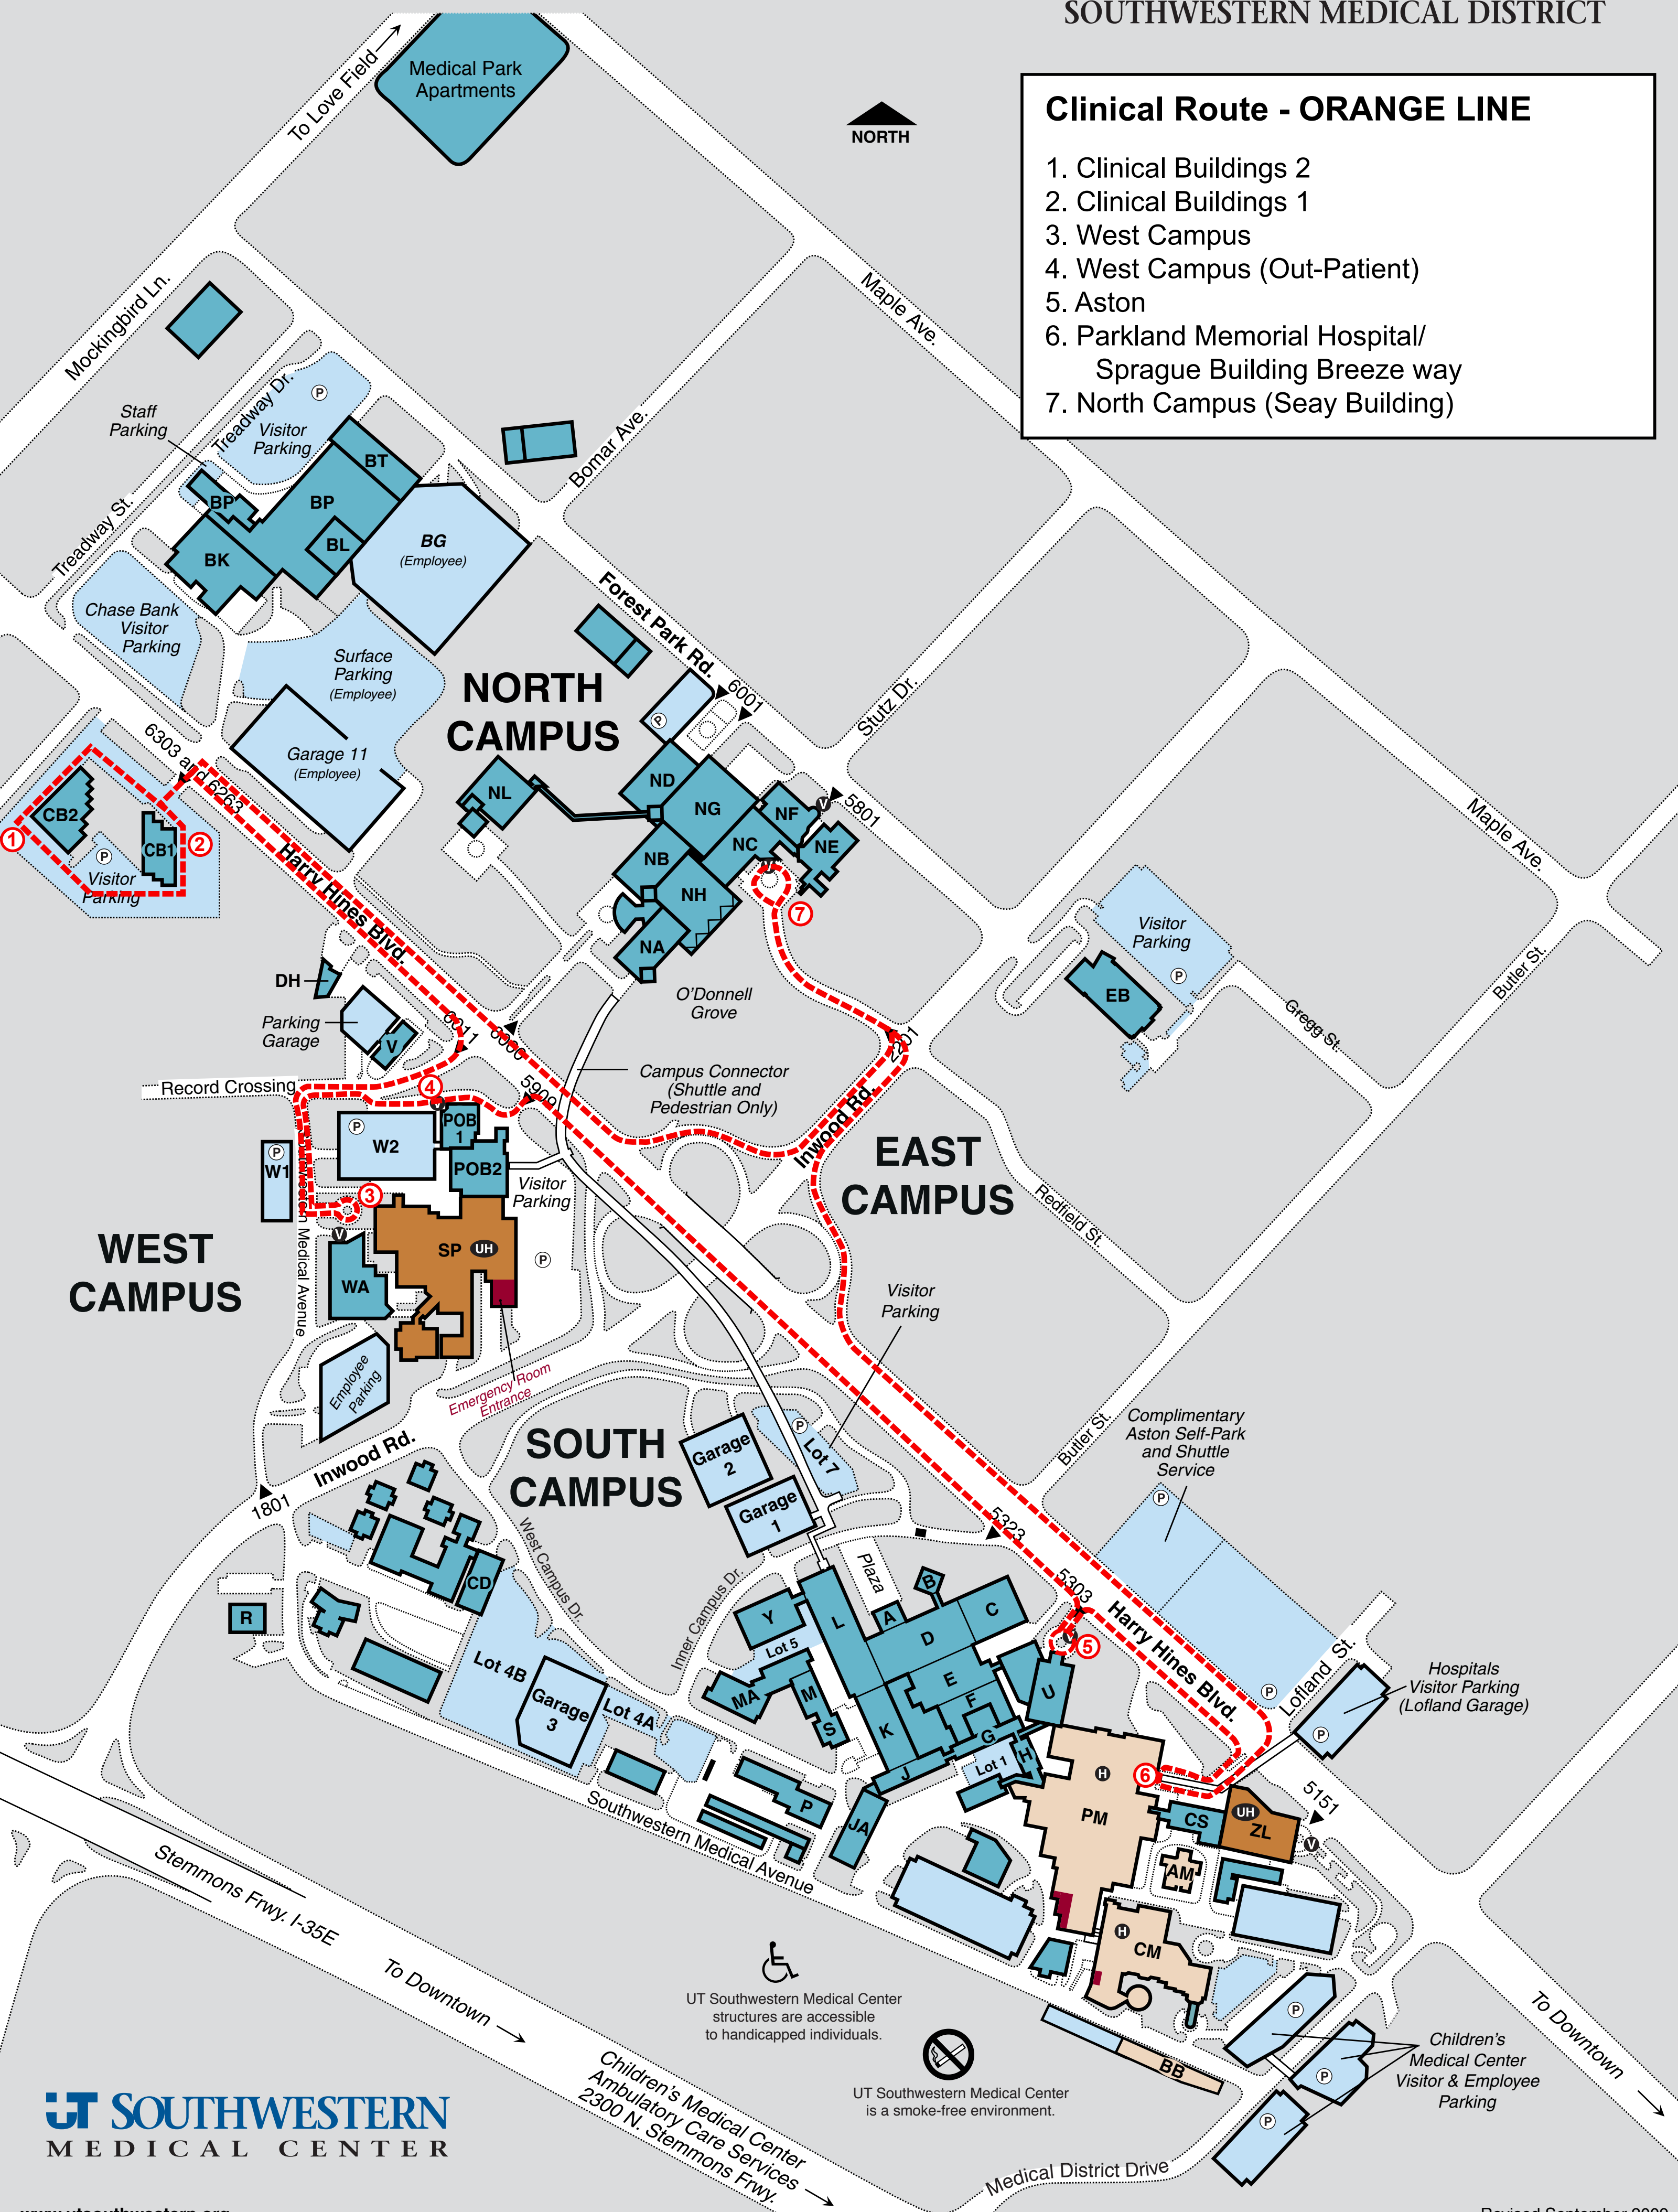 SOUTHWESTERN MEDICAL DISTRICT
Clinical Route - ORANGE LINE
1. Clinical Buildings 2
2. Clinical Buildings 1
3. West Campus
4. West Campus (Out-Patient)
5. Aston
6. Parkland Memorial Hospital/
Sprague Building Breeze way
7. North Campus (Seay Building)
NORTH
Medical Park
Apartments
To Love Field
Mockingbird Ln.
Maple Ave.
Staff
Parking
Treadway Dr.
P
Visitor
Parking
Treadway St.
BT
BP
BP
BL
BK
BG
(Employee)
Bomar Ave.
Chase Bank
Visitor
Parking
Surface
Parking
(Employee)
Forest Park Rd.
NORTH
CAMPUS
P
6001
Stutz Dr.
6303 and 6263
Garage 11
(Employee)
CB2
CB1
1
2
P
Visitor
Parking
Harry Hines Blvd.
NL
ND
NG
NF
V
5801
NC
NE
NB
NH
NA
7
Maple Ave.
Visitor
Parking
P
EB
Gregg St.
Butler St.
DH
Parking
Garage
V
6011
6000
O'Donnell
Grove
2201
Record Crossing
4
5909
Campus Connector
(Shuttle and
Pedestrian Only)
Inwood Rd.
P
W2
POB
1
POB2
P
W1
Visitor
Parking
3
V
EAST
CAMPUS
Redfield St.
WEST
CAMPUS
Southwestern Medical Avenue
SP
UH
P
WA
Visitor
Parking
Employee
Parking
Emergency Room
Entrance
Inwood Rd.
1801
SOUTH
CAMPUS
Garage
2
Garage
1
P
Lot 7
Butler St.
Complimentary
Aston Self-Park
and Shuttle
Service
P
5323
West Campus Dr.
Inner Campus Dr.
Plaza
5303
CD
R
Y
Lot 5
L
A
B
C
D
E
F
G
H
K
J
U
V
5
Harry Hines Blvd.
P
Lofland St.
Hospitals
Visitor Parking
(Lofland Garage)
P
Lot 4B
Garage
3
Lot 4A
MA
M
S
Lot 1
H
PM
6
5151
CS
UH
ZL
V
AM
P
JA
Southwestern Medical Avenue
Stemmons Frwy. I-35E
To Downtown
H
CM
BB
UT Southwestern Medical Center
structures are accessible
to handicapped individuals.
UT Southwestern Medical Center
is a smoke-free environment.
P
P
P
Children's
Medical Center
Visitor & Employee
Parking
To Downtown
Children's Medical Center
Ambulatory Care Services
2300 N. Stemmons Frwy.
Medical District Drive
UT SOUTHWESTERN
MEDICAL CENTER